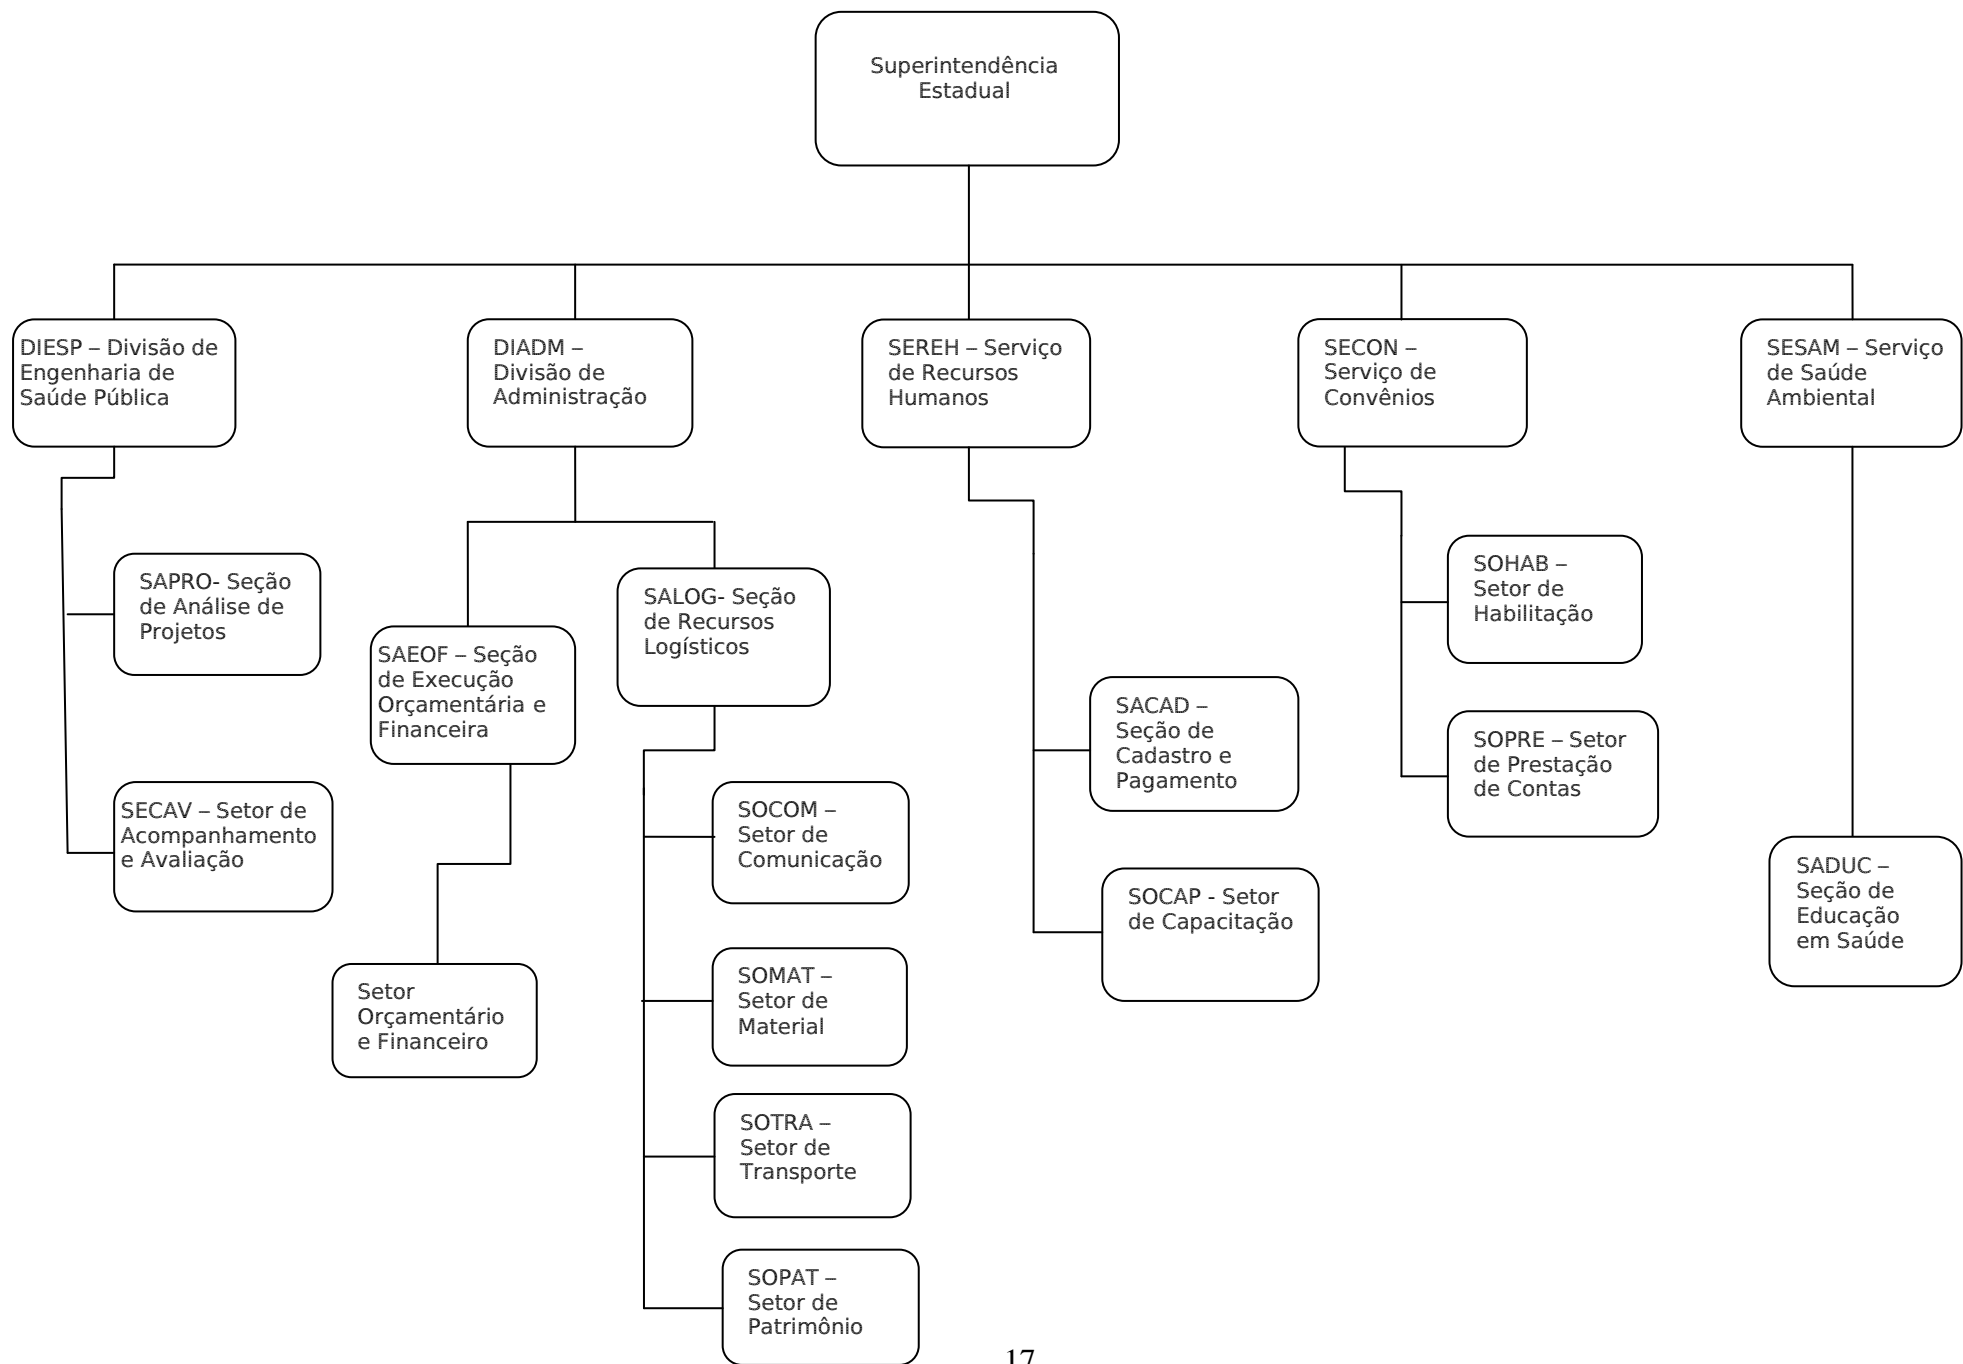 Superintendência
Estadual
DIESP – Divisão de
Engenharia de
Saúde Pública
DIADM –
Divisão de
Administração
SEREH – Serviço
de Recursos
Humanos
SECON –
Serviço de
Convênios
SESAM – Serviço
de Saúde
Ambiental
SAPRO- Seção
de Análise de
Projetos
SECAV – Setor de
Acompanhamento
e Avaliação
SAEOF – Seção
de Execução
Orçamentária e
Financeira
Setor
Orçamentário
e Financeiro
SALOG- Seção
de Recursos
Logísticos
SOCOM –
Setor de
Comunicação
SOMAT –
Setor de
Material
SOTRA –
Setor de
Transporte
SOPAT –
Setor de
Patrimônio
SACAD –
Seção de
Cadastro e
Pagamento
SOCAP - Setor
de Capacitação
SOHAB –
Setor de
Habilitação
SOPRE – Setor
de Prestação
de Contas
SADUC –
Seção de
Educação
em Saúde
17